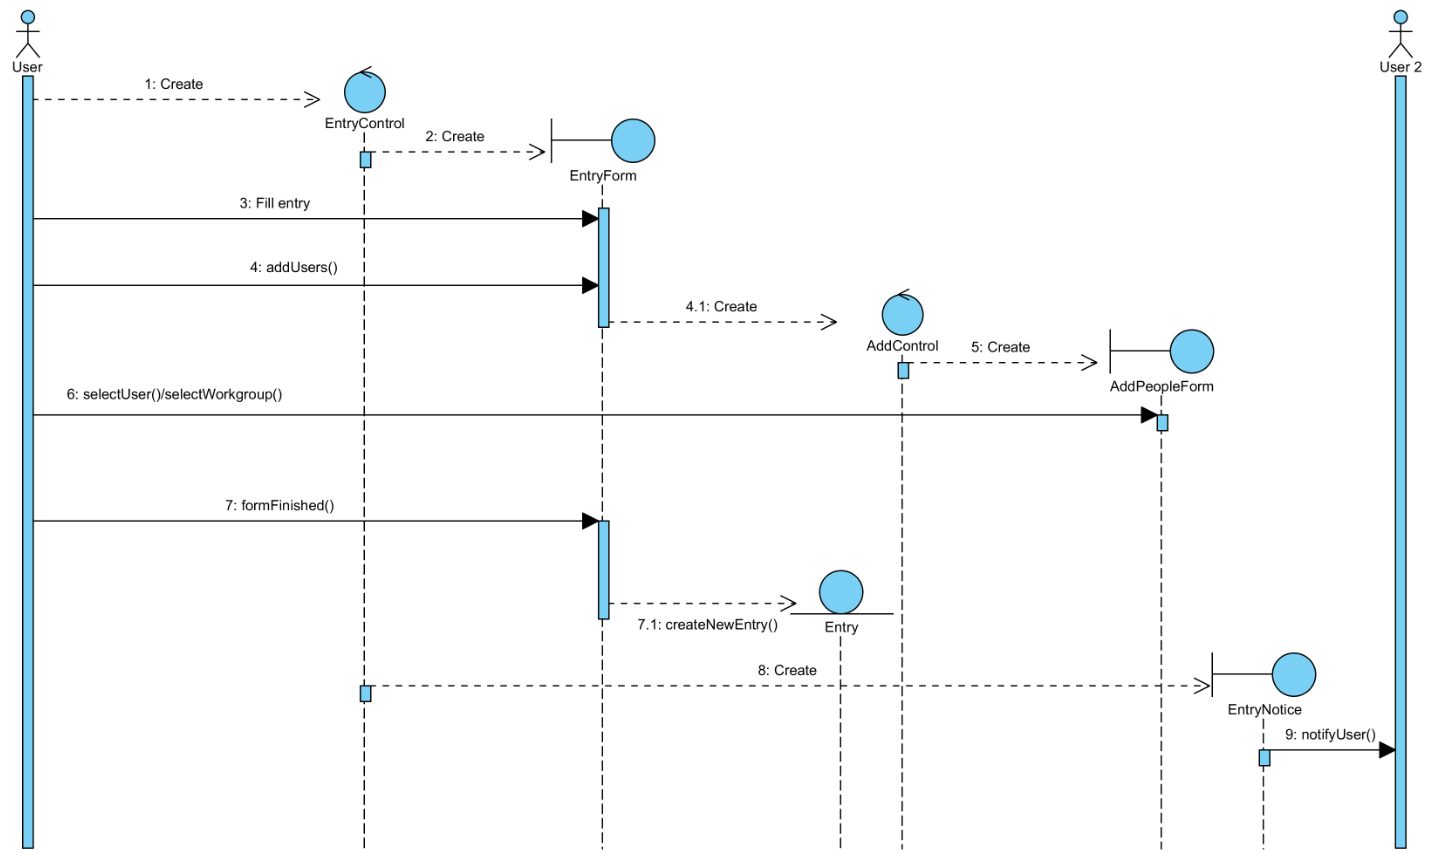 User
User 2
1: Create
EntryControl
2: Create
EntryForm
3: Fill entry
4: addUsers()
4.1: Create
AddControl
5: Create
AddPeopleForm
6: selectUser()/selectWorkgroup()
7: formFinished()
7.1: createNewEntry()
Entry
8: Create
EntryNotice
9: notifyUser()